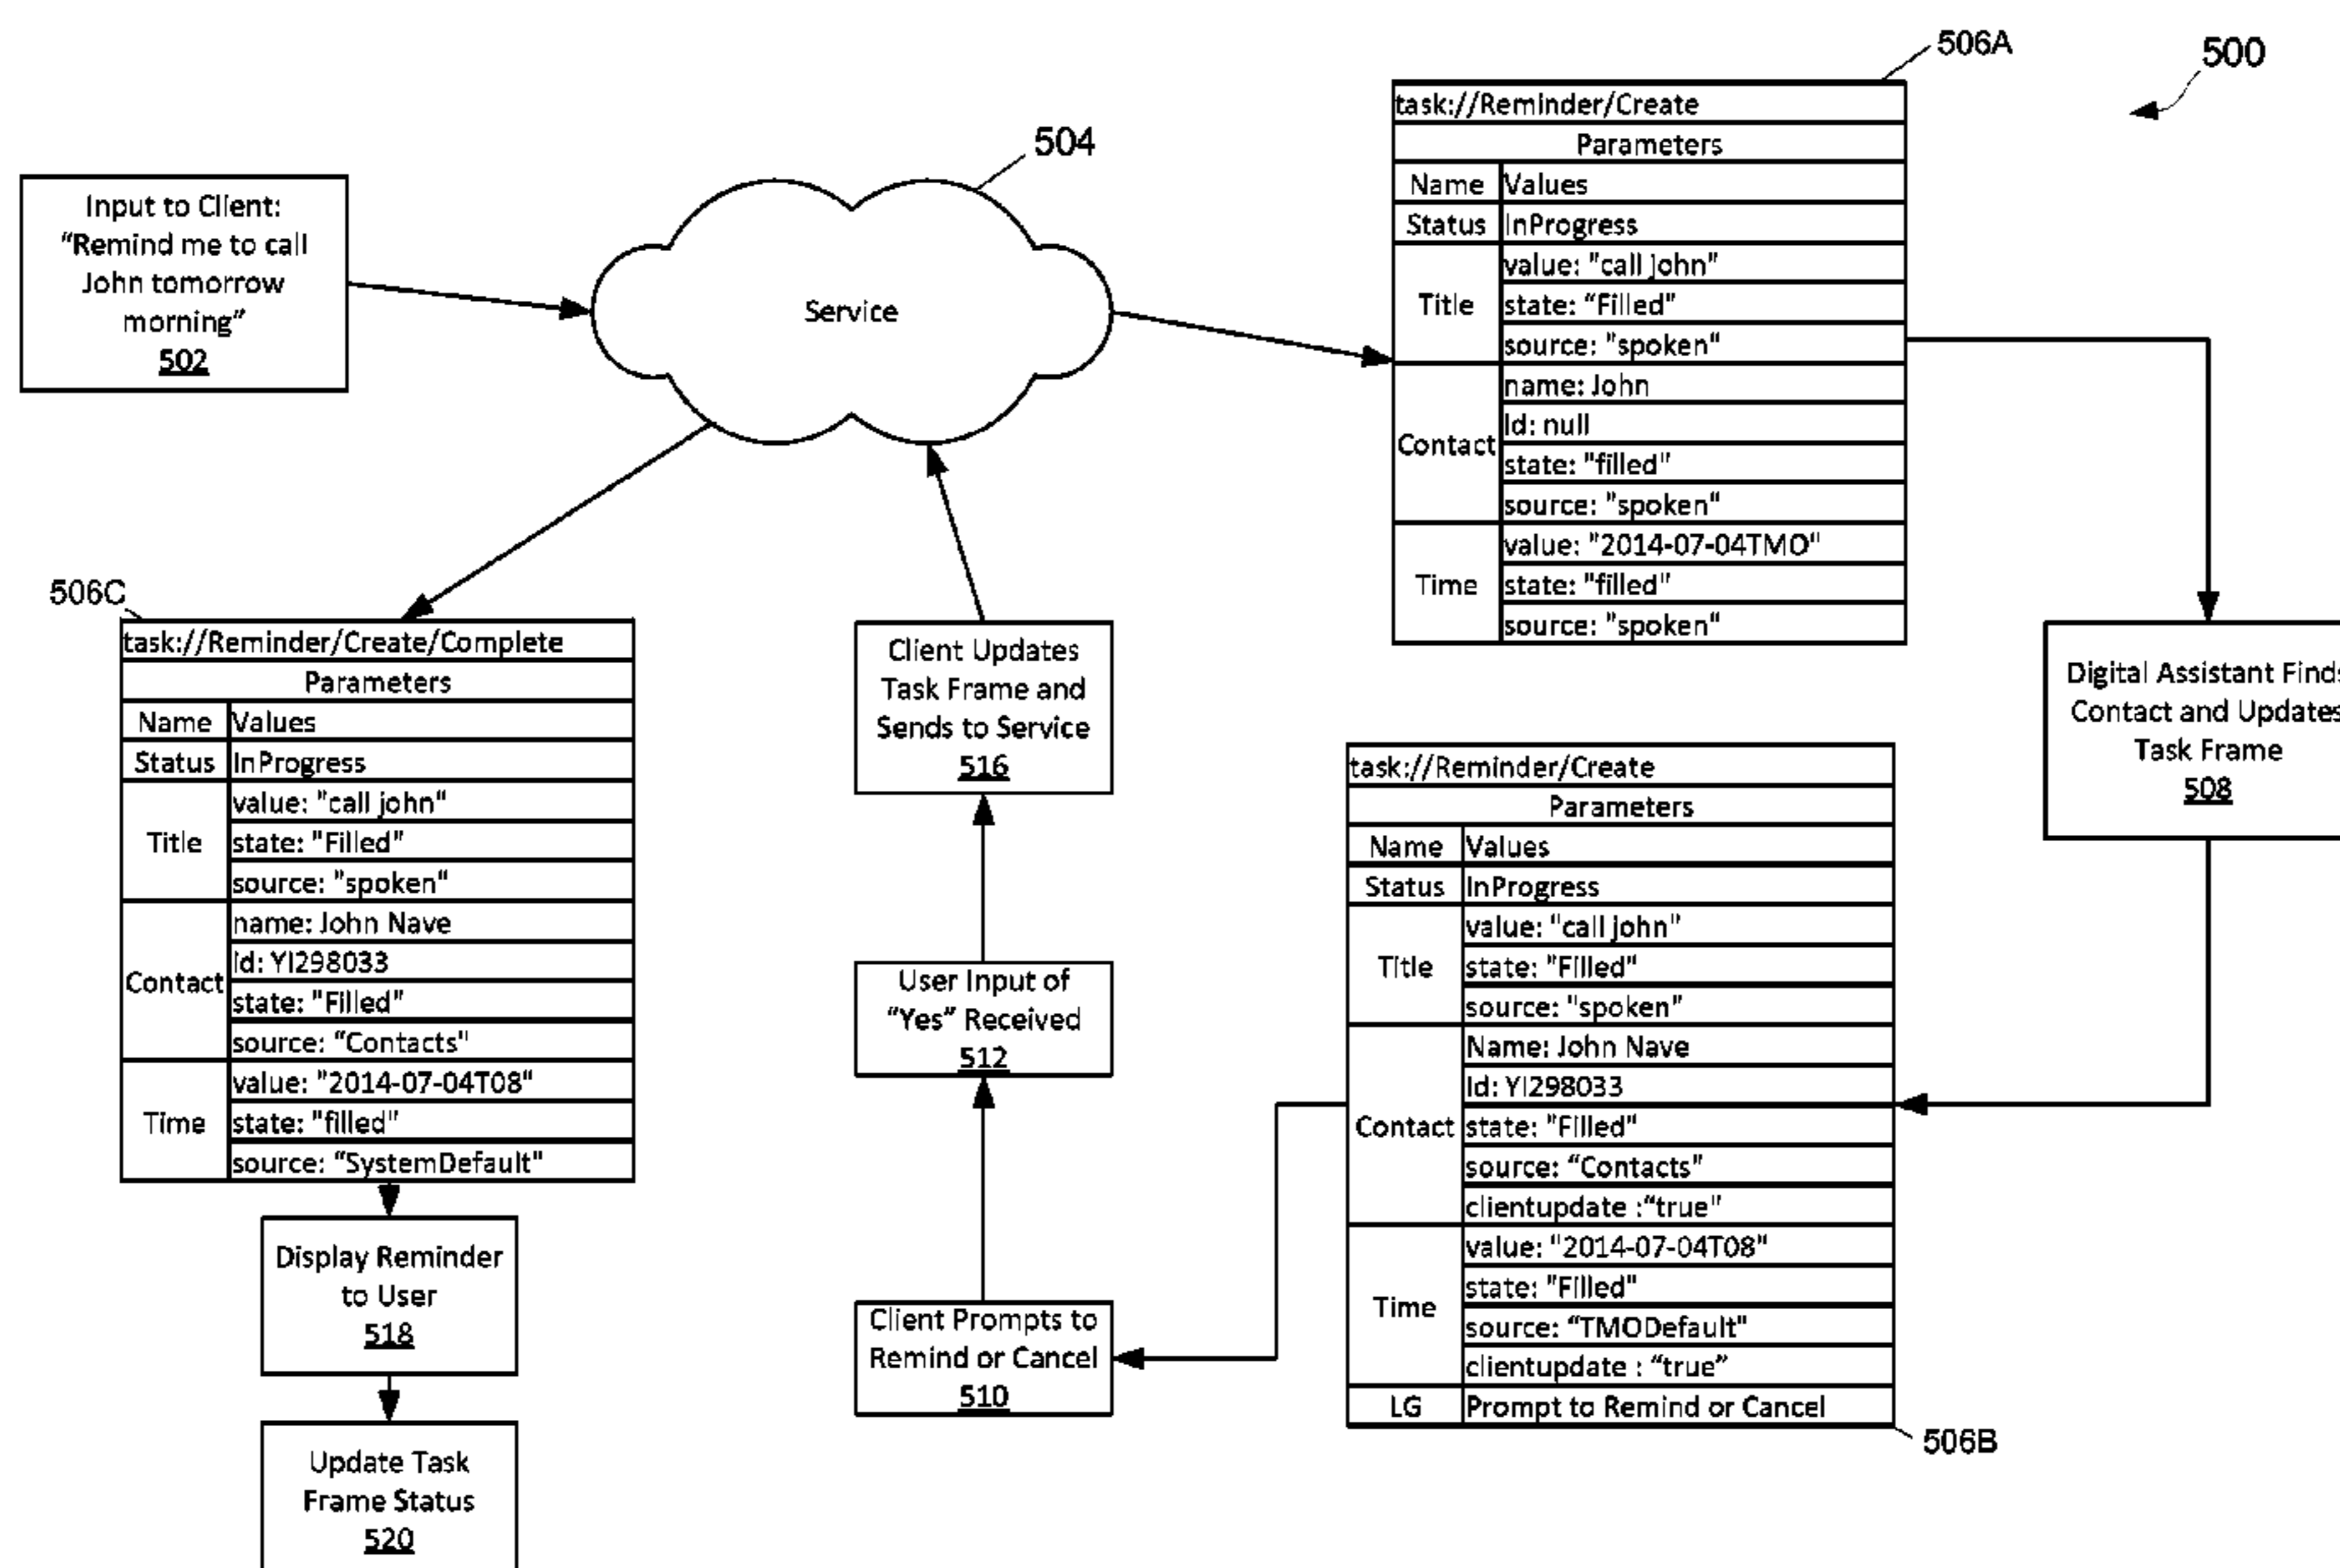 506A
500
504
Input to Client:
“Remind me to call
John tomorrow
morning”
502
Service
task://Reminder/Create
Parameters
Name Values
Status InProgress
Title
value: "call john"
state: “Filled"
source: "spoken"
Contact
name: John
Id: null
state: "filled"
source: "spoken"
Time
value: "2014-07-04TMO"
state: "filled"
source: "spoken"
506C
task://Reminder/Create/Complete
Parameters
Name Values
Status InProgress
Title
value: "call john"
state: "Filled"
source: "spoken"
Contact
name: John Nave
Id: YI298033
state: "Filled"
source: “Contacts"
Time
value: "2014-07-04T08"
state: "filled"
source: “SystemDefault"
Client Updates
Task Frame and
Sends to Service
516
Digital Assistant Finds
Contact and Updates
Task Frame
508
task://Reminder/Create
Parameters
Name Values
Status InProgress
Title
value: "call john"
state: "Filled"
source: "spoken"
Contact
Name: John Nave
Id: YI298033
state: "Filled"
source: “Contacts”
clientupdate :“true"
Time
value: "2014-07-04T08"
state: "Filled"
source: “TMODefault"
clientupdate : “true”
LG Prompt to Remind or Cancel
506B
User Input of
“Yes” Received
512
Client Prompts to
Remind or Cancel
510
Display Reminder
to User
518
Update Task
Frame Status
520